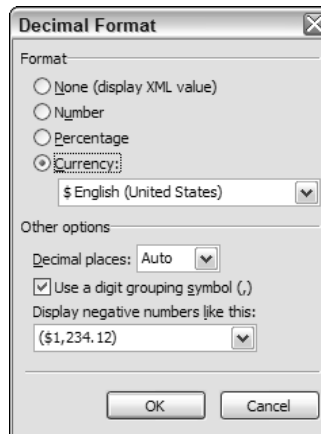 Decimal Format
Format
None (display XML value)
Number
Percentage
Currency:
$ English (United States)
Other options
Decimal places: Auto
Use a digit grouping symbol (,)
Display negative numbers like this:
($1,234.12)
OK Cancel